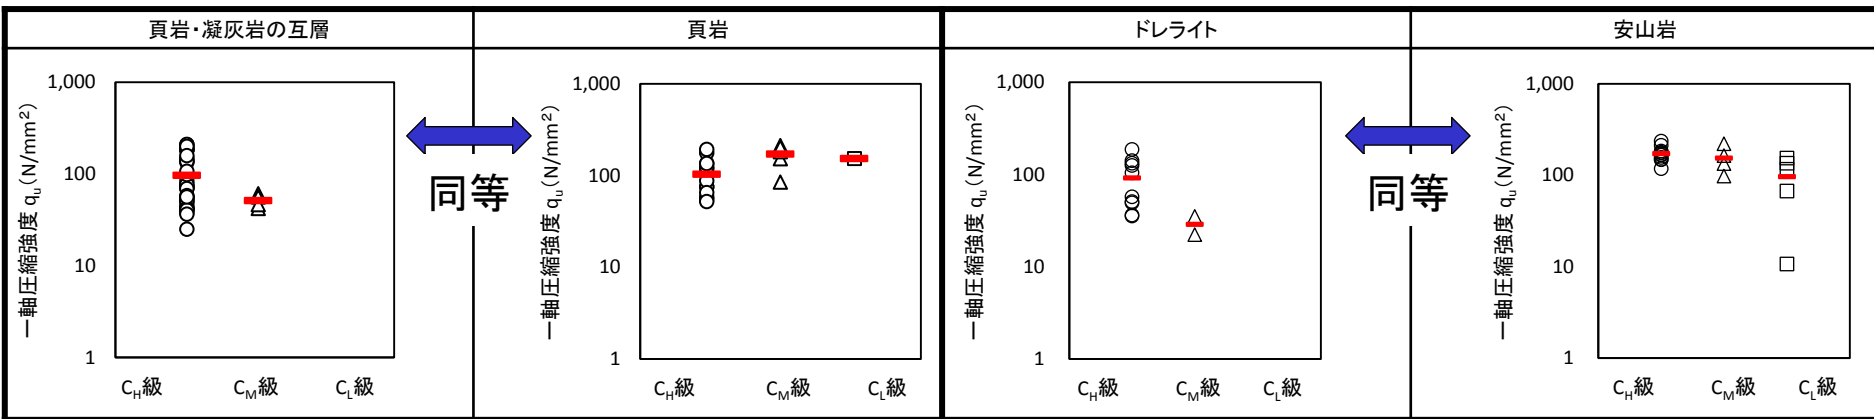 頁岩・凝灰岩の互層
頁岩
ドレライト
安山岩
一軸圧縮強度 qu(N/mm²)
1,000
100
10
1
CH級
CM級
CL級
同等
一軸圧縮強度 qu(N/mm²)
1,000
100
10
1
CH級
CM級
CL級
一軸圧縮強度 qu(N/mm²)
1,000
100
10
1
CH級
CM級
CL級
同等
一軸圧縮強度 qu(N/mm²)
1,000
100
10
1
CH級
CM級
CL級